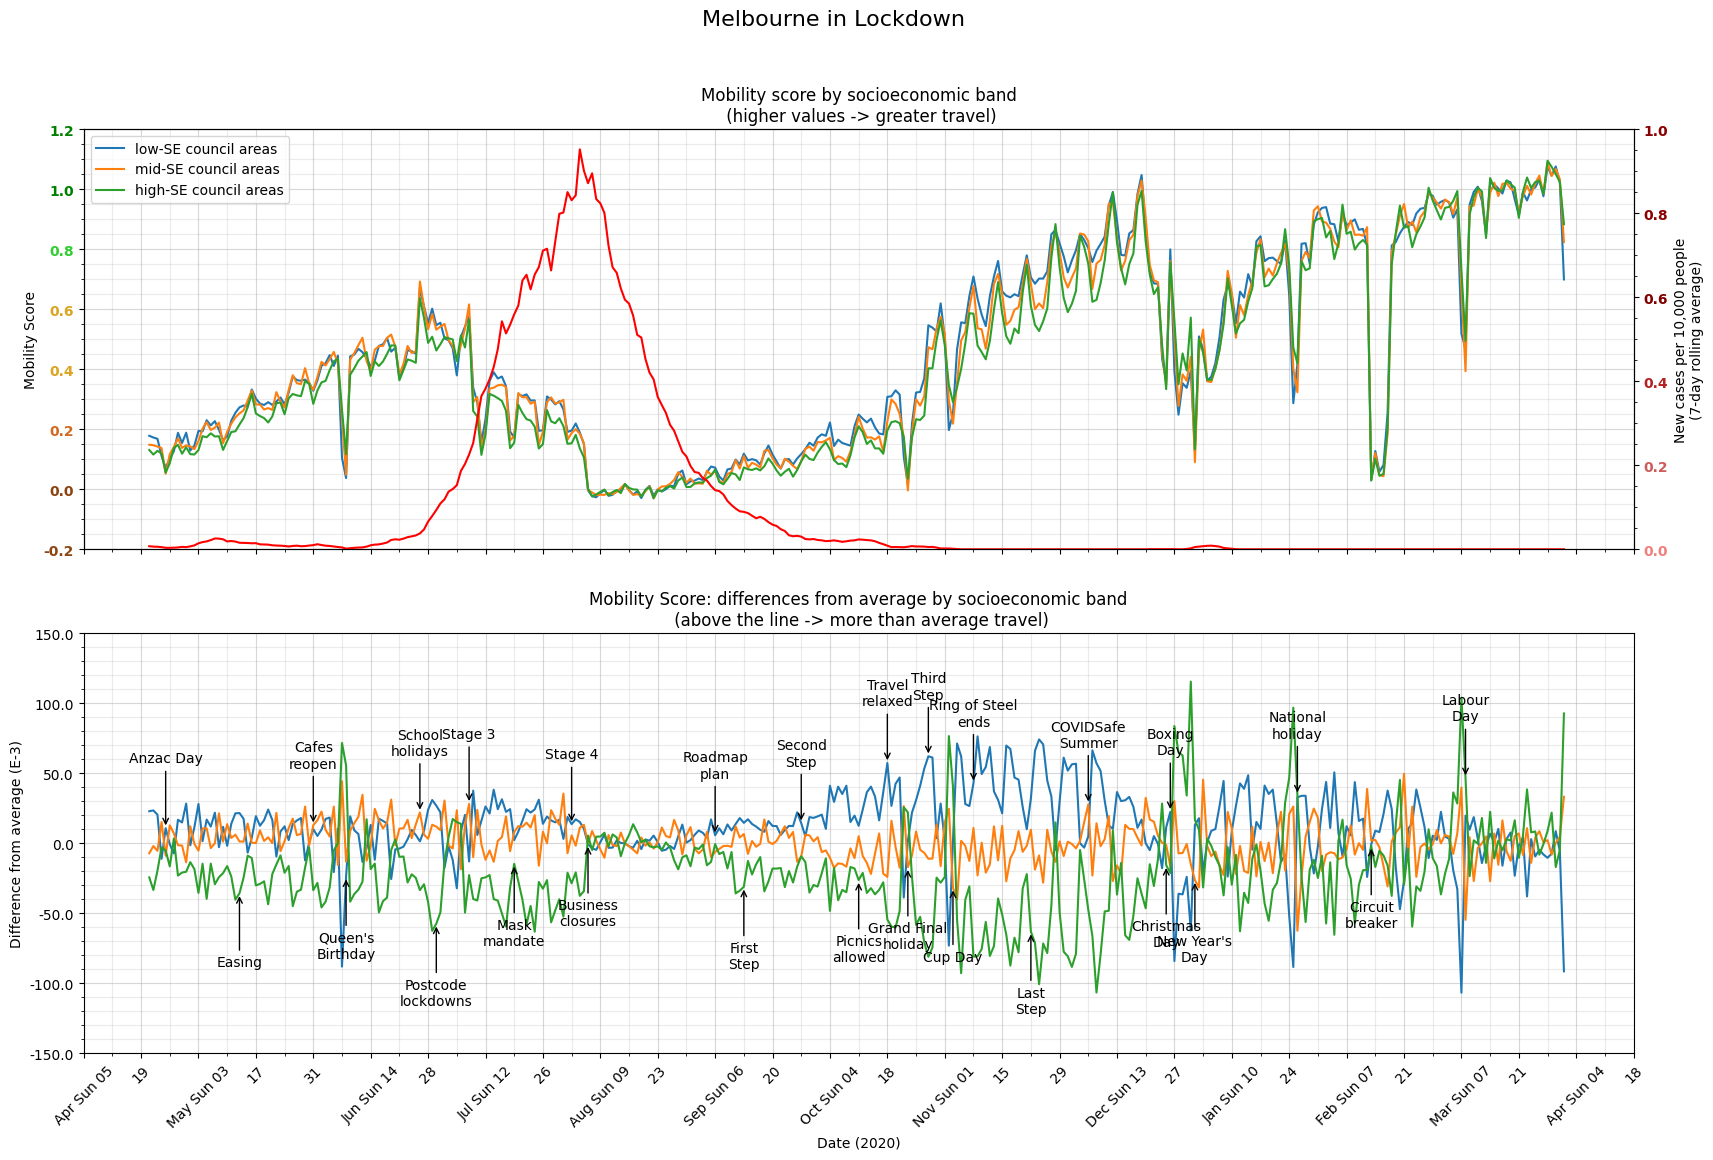 Melbourne in Lockdown
Mobility score by socioeconomic band
(higher values -> greater travel)
1.2
1.0
0.8
0.6
0.4
0.2
0.0
-0.2
Mobility Score
low-SE council areas
mid-SE council areas
high-SE council areas
1.0
0.8
0.6
0.4
0.2
0.0
New cases per 10,000 people
(7-day rolling average)
Mobility Score: differences from average by socioeconomic band
(above the line -> more than average travel)
150.0
100.0
50.0
0.0
-50.0
-100.0
-150.0
Difference from average (E-3)
Anzac Day
Easing
Cafes
reopen
Queen's
Birthday
School
holidays
Postcode
lockdowns
Stage 3
Mask
mandate
Stage 4
Business
closures
Roadmap
plan
First
Step
Second
Step
Picnics
allowed
Travel
relaxed
Grand Final
holiday
Third
Step
Cup Day
Ring of Steel
ends
Last
Step
COVIDSafe
Summer
Christmas
Day
Boxing
Day
New Year's
Day
National
holiday
Circuit
breaker
Labour
Day
Apr Sun 05
19
May Sun 03
17
31
Jun Sun 14
28
Jul Sun 12
26
Aug Sun 09
23
Sep Sun 06
20
Oct Sun 04
18
Nov Sun 01
15
29
Dec Sun 13
27
Jan Sun 10
24
Feb Sun 07
21
Mar Sun 07
21
Apr Sun 04
18
Date (2020)